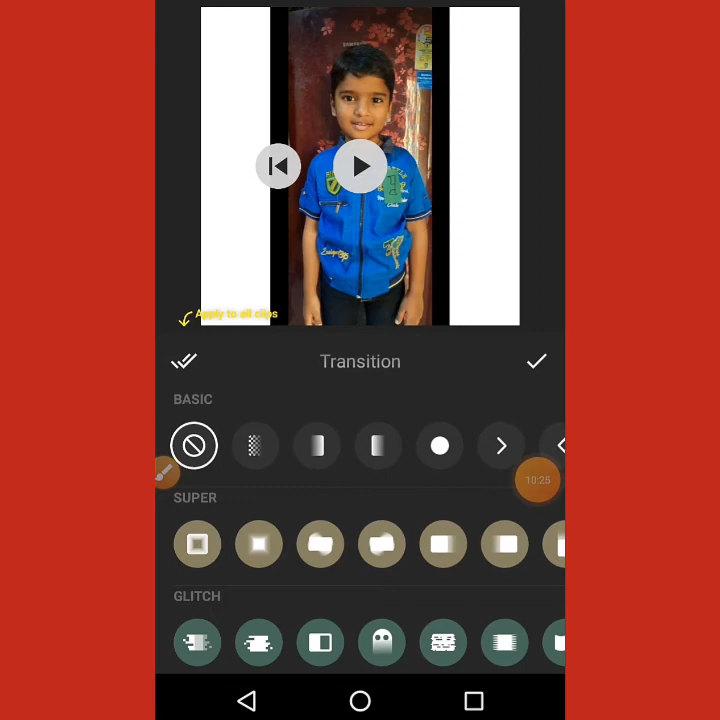 Apply to all clips
Transition
BASIC
10:25
SUPER
GLITCH